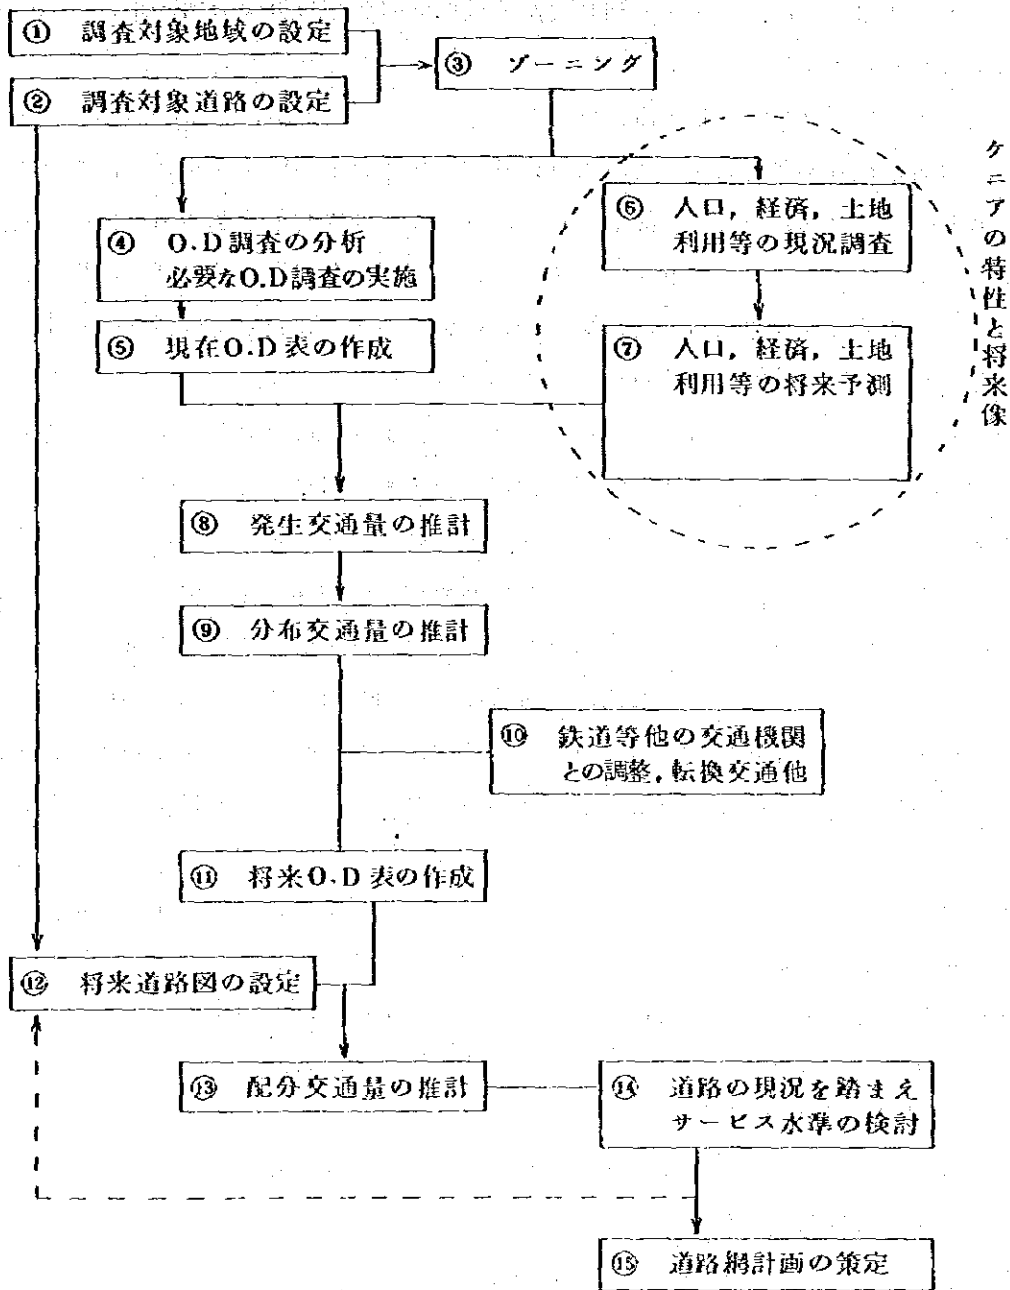 ① 調査対象地域の設定
② 調査対象道路の設定
③ ゾーニング
④ O.D調査の分析
必要なO.D調査の実施
⑤ 現在O.D表の作成
⑥ 人口，経済，土地
利用等の現況調査
⑦ 人口，経済，土地
利用等の将来予測
ケニアの特性と将来像
⑧ 発生交通量の推計
⑨ 分布交通量の推計
⑩ 鉄道等他の交通機関
との調整，転換交通他
⑪ 将来O.D表の作成
⑫ 将来道路図の設定
⑬ 配分交通量の推計
⑭ 道路の現況を踏まえ
サービス水準の検討
⑮ 道路網計画の策定